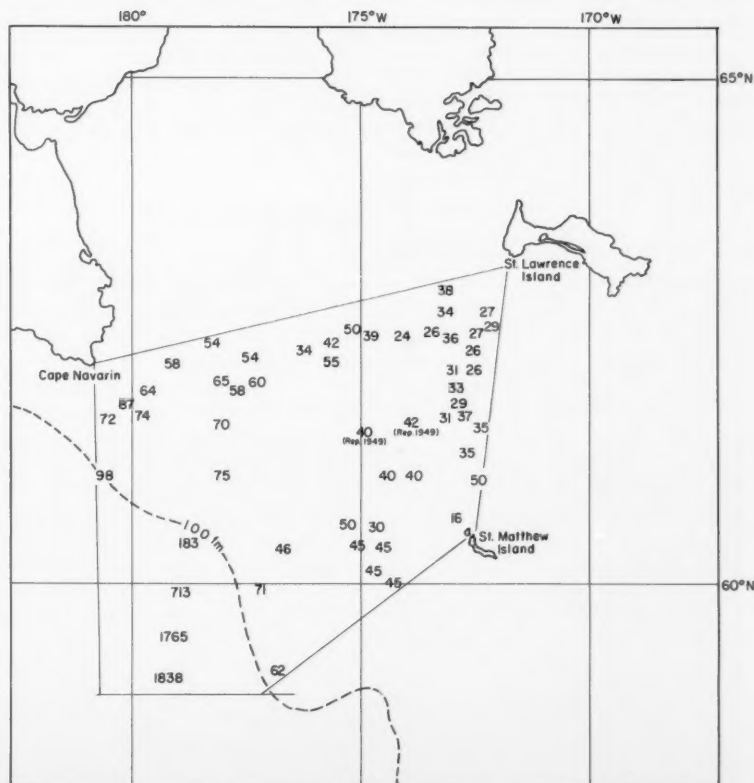 180° 175°W 170°W
65°N
St. Lawrence
Island
38
34 27
29
50 26 27
54 42 39 24 36
34 26
58 54 55
Cape Navarin
31 26
65 60
64 58 33
87 29
72 74 31 37
70 42 35
40 (Rep. 1949)
(Rep. 1949)
35
98 75 40 40 50
16
100 fm. 50 30
St. Matthew
Island
183 46 45 45
45
45 60°N
713 71
1765
62
1838